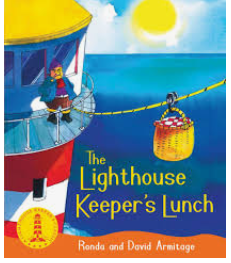 The
Lighthouse
Keeper's Lunch
Ronda and David Armitage